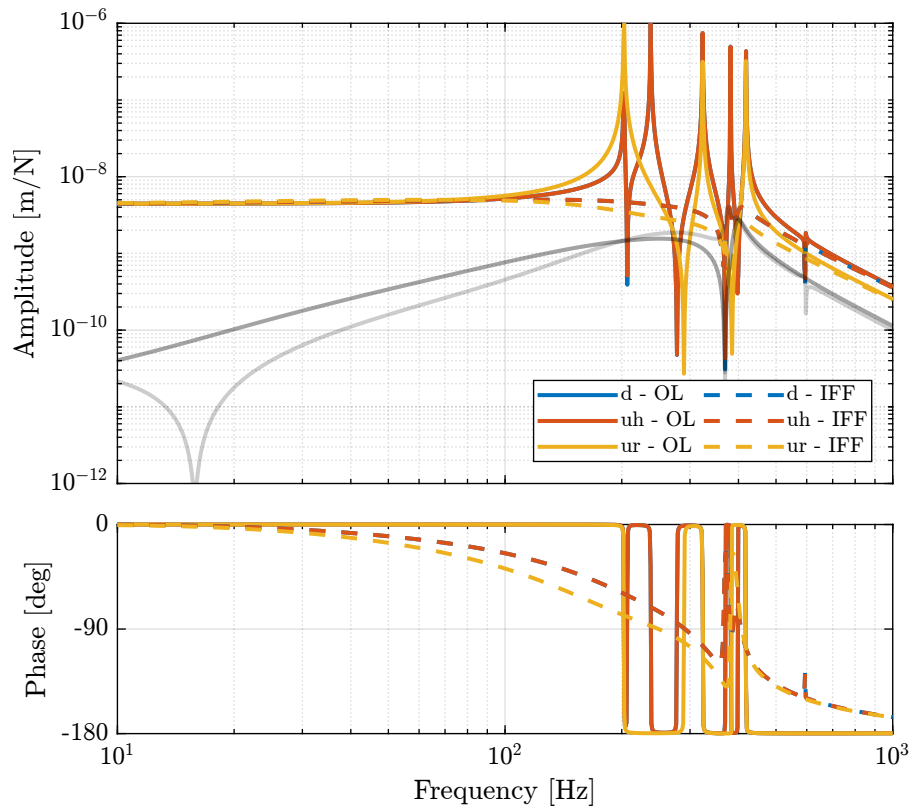 10^-6
10^-8
10^-10
10^-12
Amplitude [m/N]
d - OL d - IFF
uh - OL uh - IFF
ur - OL ur - IFF
0
-90
-180
Phase [deg]
10^1 10^2 10^3
Frequency [Hz]